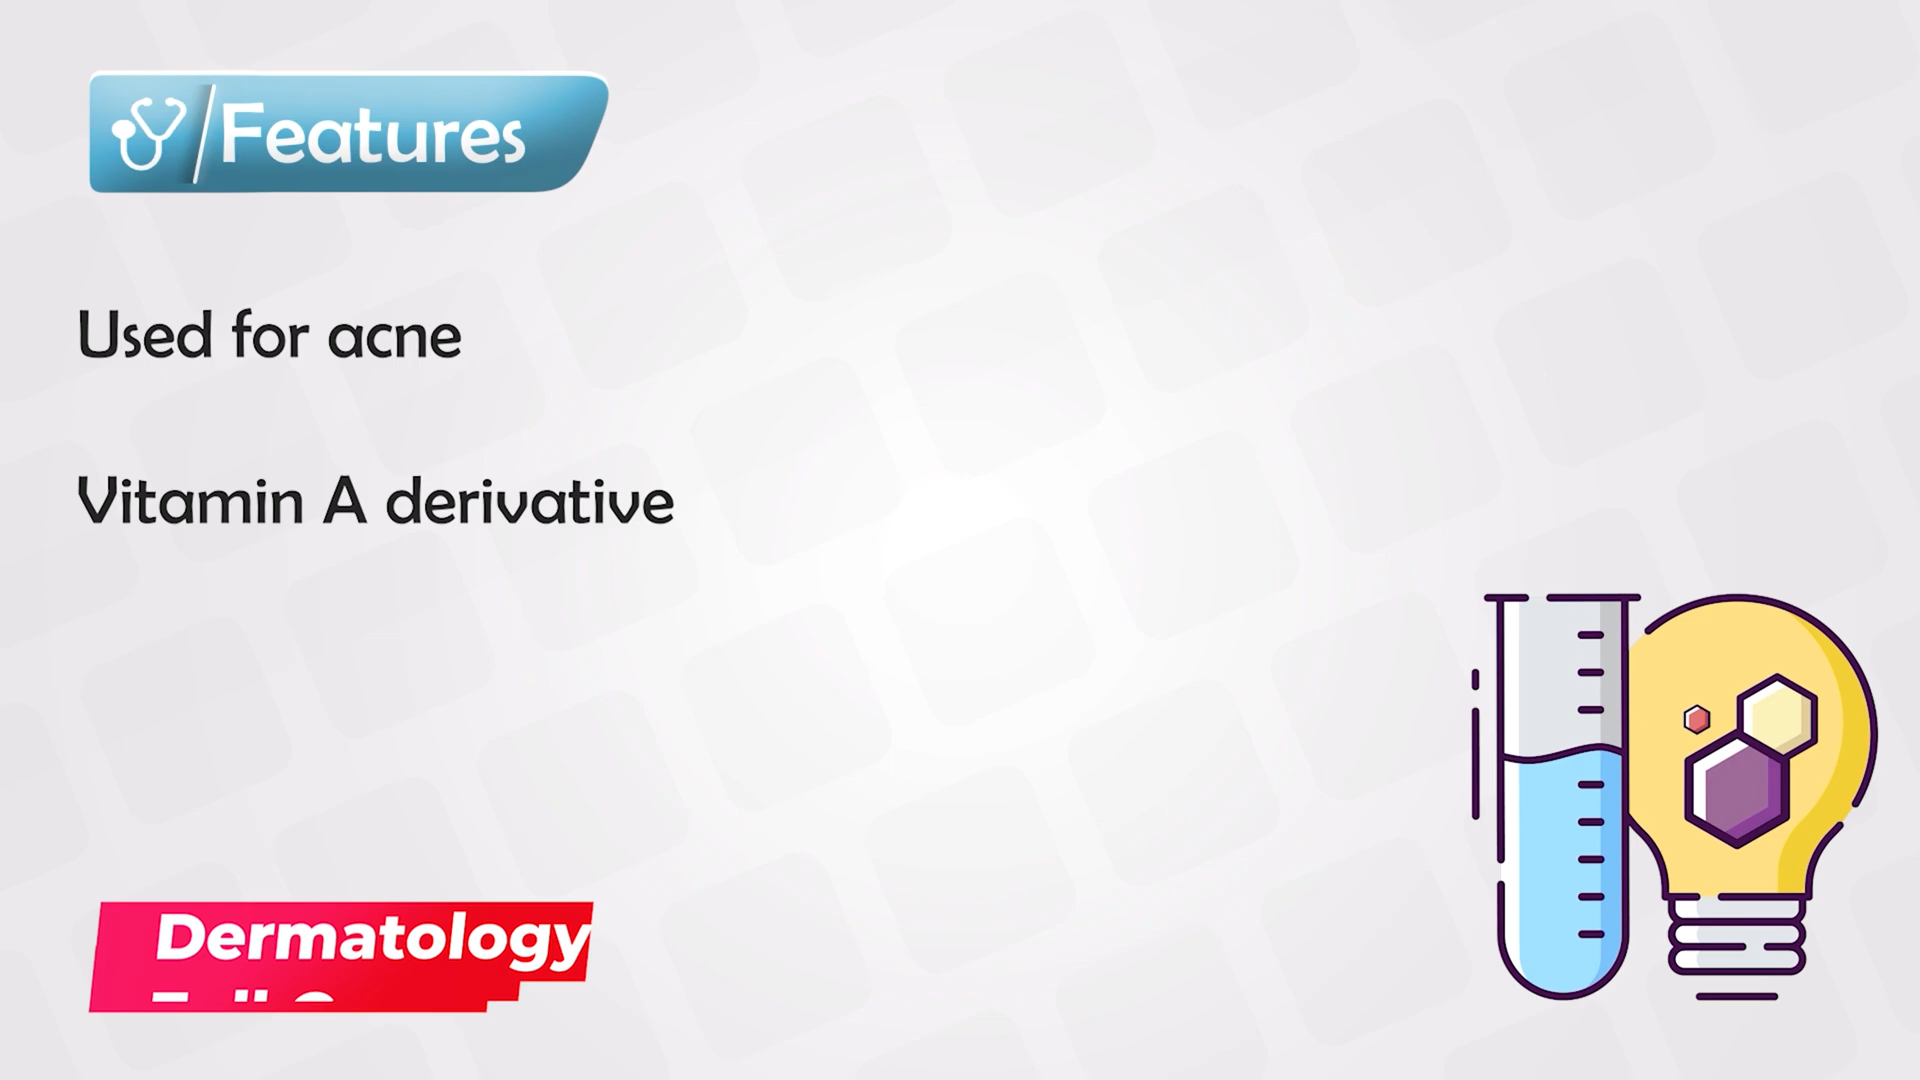 Features
Used for acne
Vitamin A derivative
Dermatology